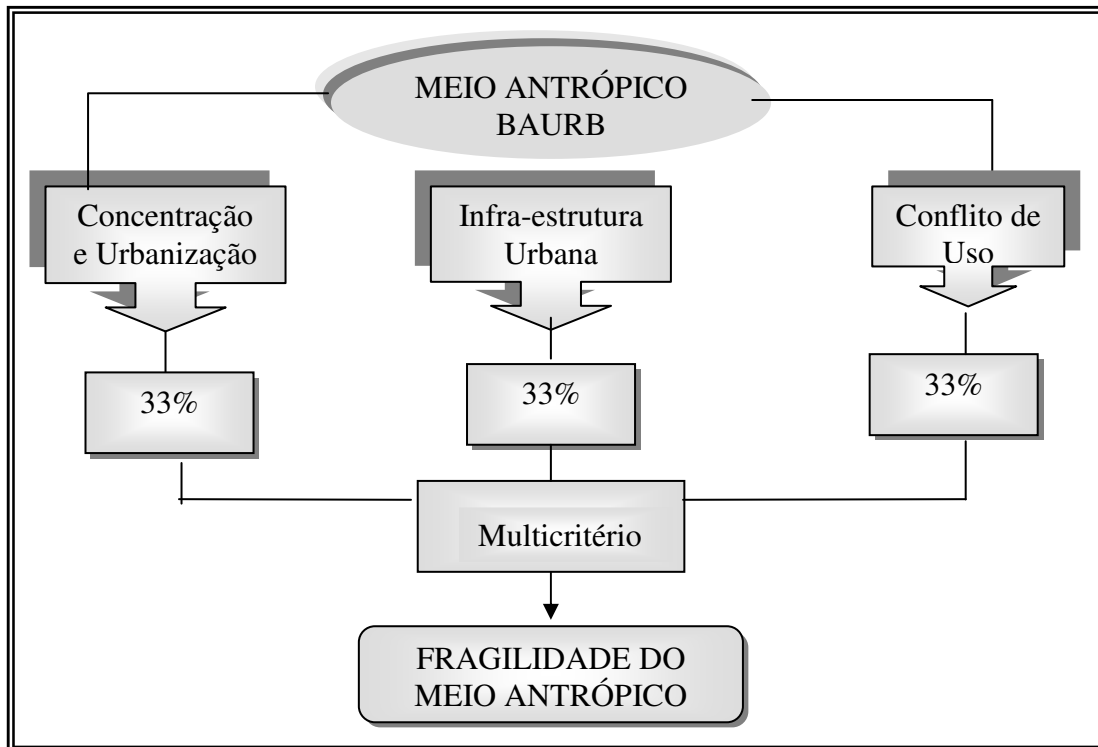 MEIO ANTRÓPICO
BAURB
Concentração
e Urbanização
Infra-estrutura
Urbana
Conflito de
Uso
33%
33%
33%
Multicritério
FRAGILIDADE DO
MEIO ANTRÓPICO